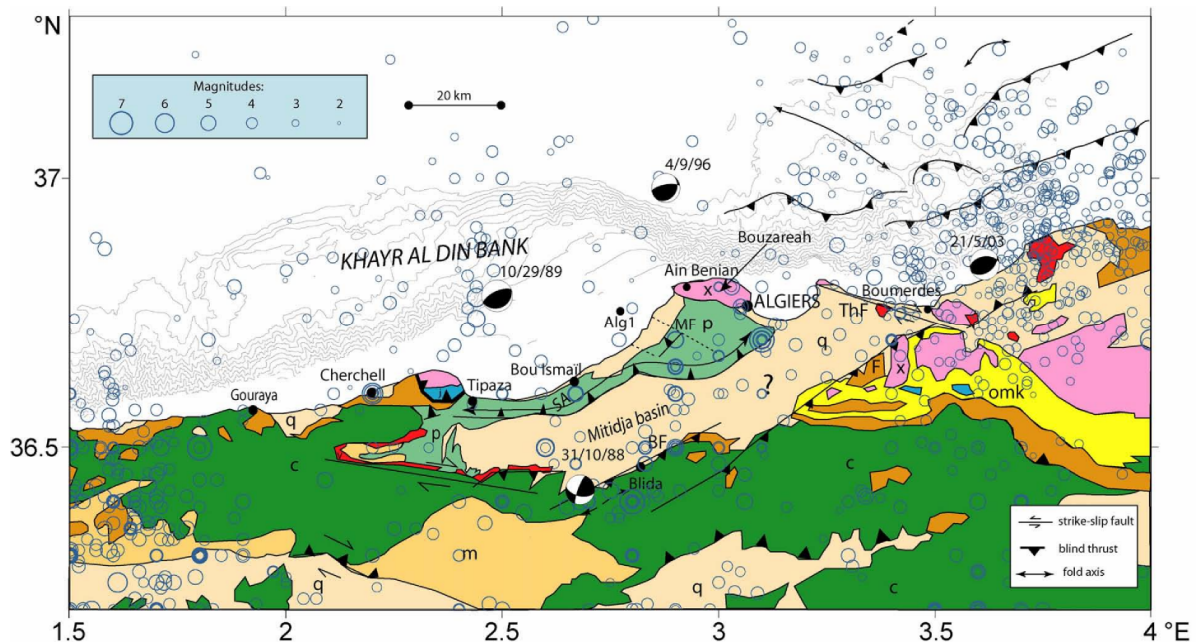 °N
Magnitudes:
7 6 5 4 3 2
20 km
37
4/9/96
Bouzareah
21/5/03
KHAYR AL DIN BANK
10/29/89
Ain Benian
x
ALGIERS
Boumerdes
ThF
Alg1
MF
p
q
Bou Ismaïl
F
x
Cherchell
Tipaza
?
omk
Gouraya
SA
q
p
Mitidja basin
BF
36.5
31/10/88
c
Blida
c
strike-slip fault
m
blind thrust
fold axis
q
q
c
1.5 2 2.5 3 3.5 4 °E